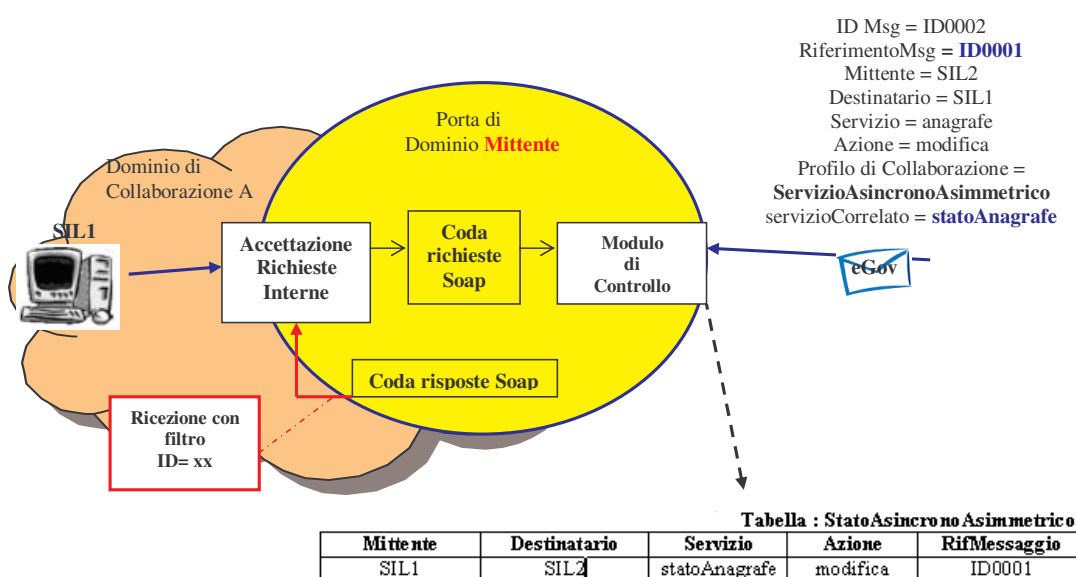 ID Msg = ID0002
RiferimentoMsg = ID0001
Mittente = SIL2
Destinatario = SIL1
Servizio = anagrafe
Azione = modifica
Profilo di Collaborazione =
ServizioAsincronoAsimmetrico
servizioCorrelato = statoAnagrafe
Porta di
Dominio Mittente
Dominio di
Collaborazione A
SIL1
Accettazione
Richieste
Interne
Coda
richieste
Soap
Modulo
di
Controllo
eGov
Coda risposte Soap
Ricezione con
filtro
ID= xx
Tabella : StatoAsincronoAsimmetrico
Mittente Destinatario Servizio Azione RifMessaggio
SIL1 SIL2 statoAnagrafe modifica ID0001